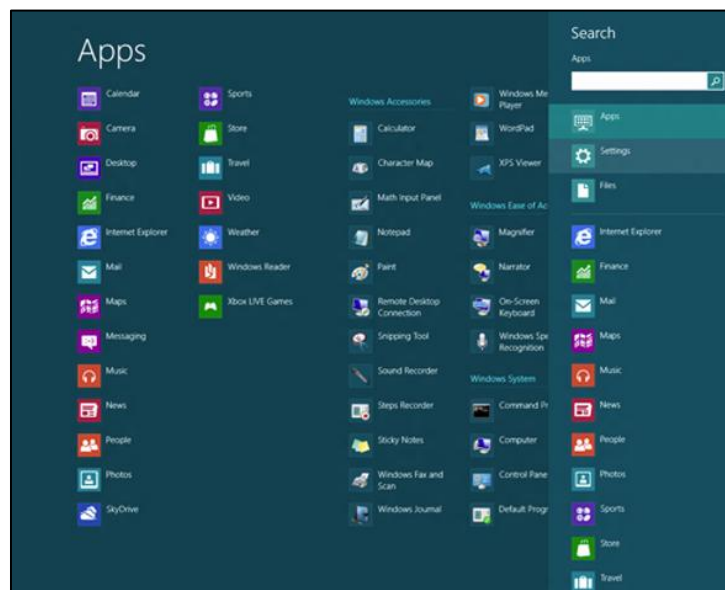 Apps
Calendar
Camera
Desktop
Finance
Internet Explorer
Mail
Maps
Messaging
Music
News
People
Photos
SkyDrive
Sports
Store
Travel
Video
Weather
Windows Reader
Xbox LIVE Games
Windows Accessories
Calculator
Character Map
Math Input Panel
Notepad
Paint
Remote Desktop
Connection
Snipping Tool
Sound Recorder
Steps Recorder
Sticky Notes
Windows Fax and
Scan
Windows Journal
Windows Me
Player
WordPad
XPS Viewer
Windows Ease of Ac
Magnifier
Narrator
On-Screen
Keyboard
Windows Spe
Recognition
Windows System
Command Pr
Computer
Control Pane
Default Progr
Search
Apps
Apps
Settings
Files
Internet Explorer
Finance
Mail
Maps
Music
News
People
Photos
Sports
Store
Travel